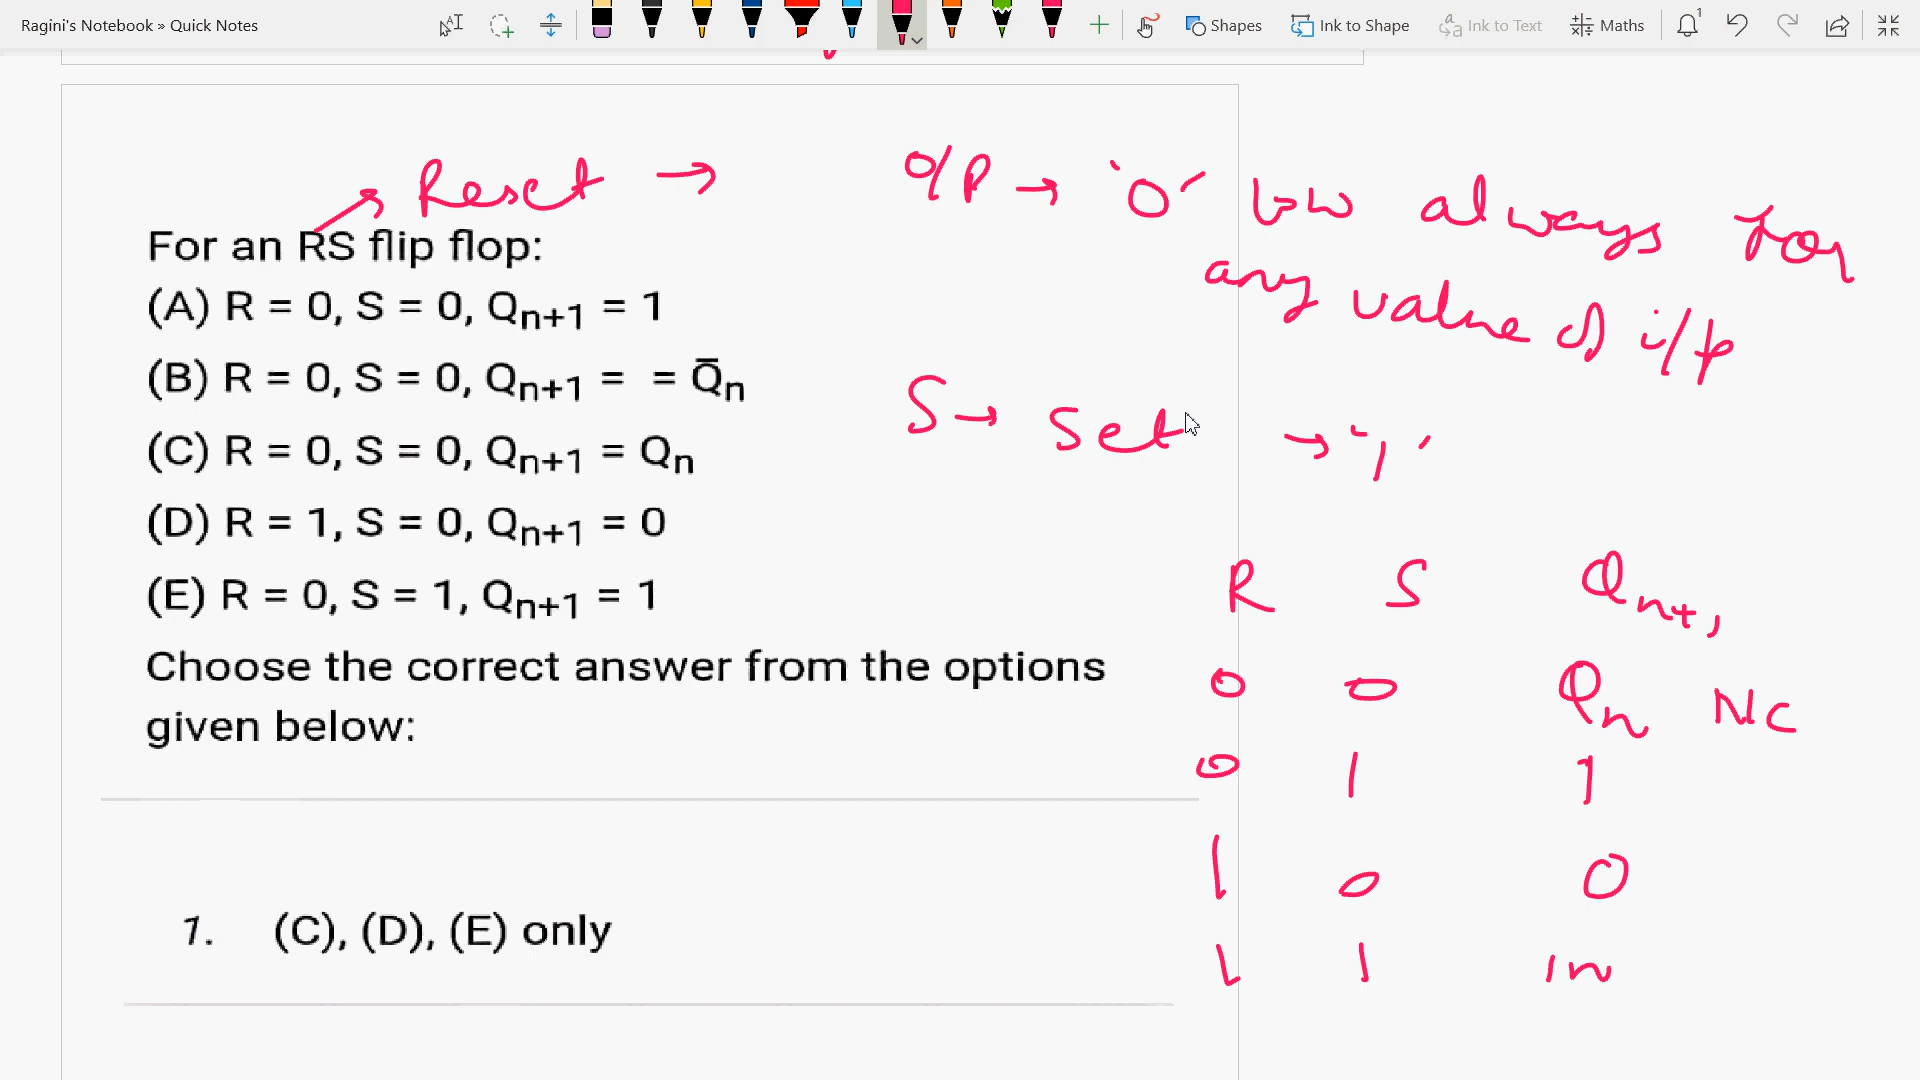 Ragini's Notebook » Quick Notes
Shapes
Ink to Shape
Ink to Text
Maths
1
Reset → O/P → '0' low always for
any value of i/p
For an RS flip flop:
(A) R = 0, S = 0, Qn+1 = 1
(B) R = 0, S = 0, Qn+1 = = Q̄n
(C) R = 0, S = 0, Qn+1 = Qn
(D) R = 1, S = 0, Qn+1 = 0
(E) R = 0, S = 1, Qn+1 = 1
Choose the correct answer from the options
given below:
1. (C), (D), (E) only
S → Set → '1'
R S Qn+1
0 0 Qn NC
0 1 1
1 0 0
1 1 In